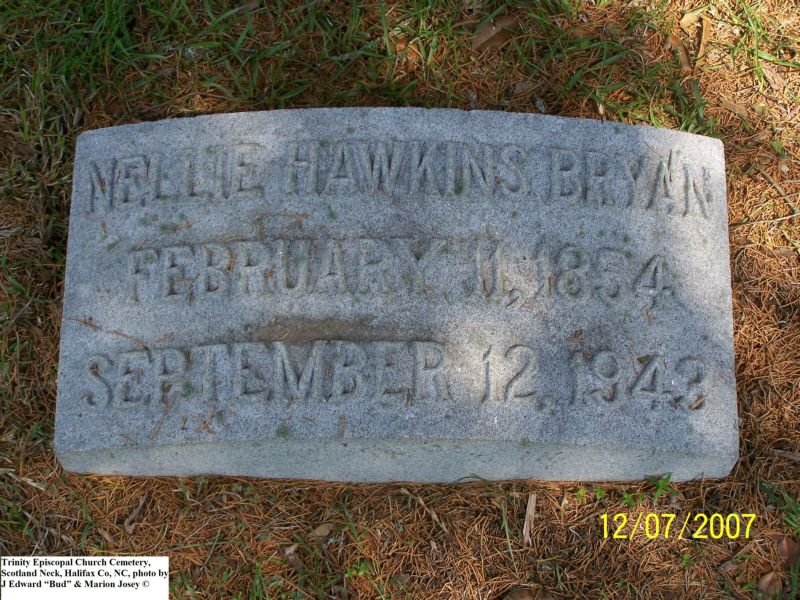 NELLIE HAWKINS BRYAN
FEBRUARY 11, 1854
SEPTEMBER 12, 1943
12/07/2007
Trinity Episcopal Church Cemetery,
Scotland Neck, Halifax Co, NC, photo by
J Edward “Bud” & Marion Josey ©